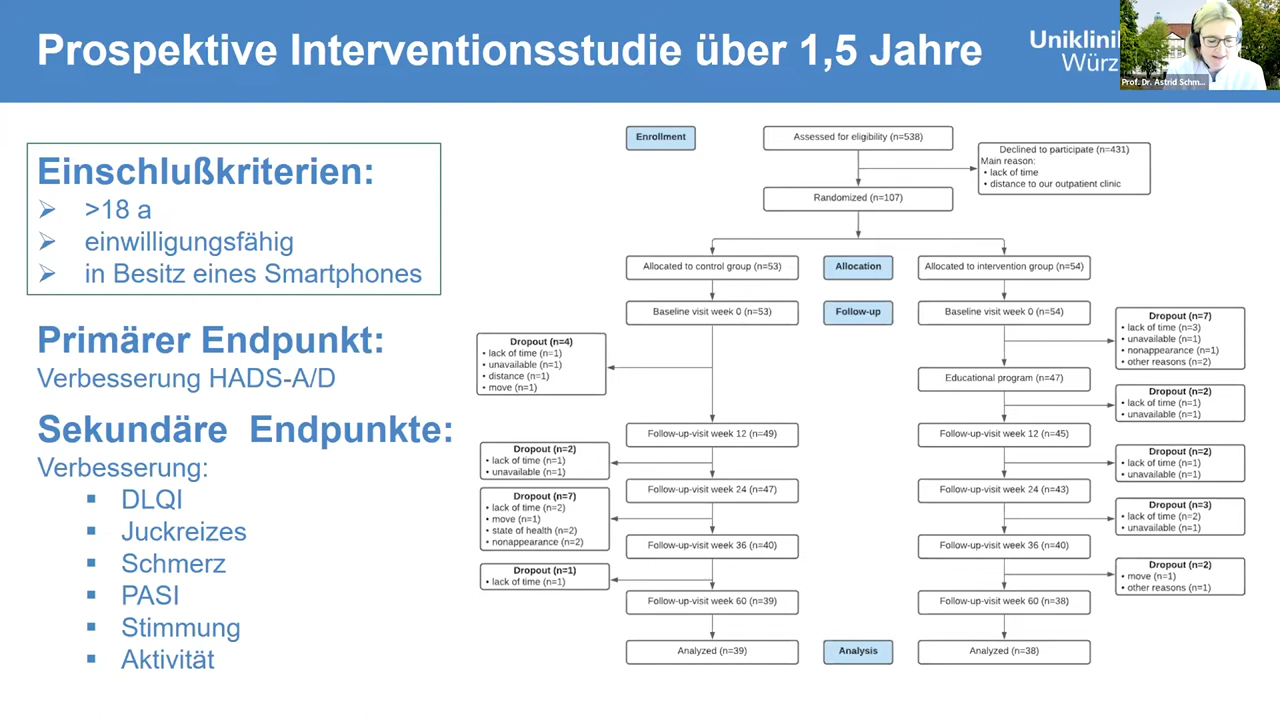 Prospektive Interventionsstudie über 1,5 Jahre
Uniklinik
Würz
Prof. Dr. Astrid Schm...
Einschlußkriterien:
➢ >18 a
➢ einwilligungsfähig
➢ in Besitz eines Smartphones
Primärer Endpunkt:
Verbesserung HADS-A/D
Sekundäre Endpunkte:
Verbesserung:
▪ DLQI
▪ Juckreizes
▪ Schmerz
▪ PASI
▪ Stimmung
▪ Aktivität
Enrollment
Assessed for eligibility (n=538)
Declined to participate (n=431)
Main reason:
• lack of time
• distance to our outpatient clinic
Randomized (n=107)
Allocated to control group (n=53)
Allocation
Allocated to intervention group (n=54)
Baseline visit week 0 (n=53)
Follow-up
Baseline visit week 0 (n=54)
Dropout (n=7)
• lack of time (n=3)
• unavailable (n=1)
• nonappearance (n=1)
• other reasons (n=2)
Dropout (n=4)
• lack of time (n=1)
• unavailable (n=1)
• distance (n=1)
• move (n=1)
Educational program (n=47)
Dropout (n=2)
• lack of time (n=1)
• unavailable (n=1)
Follow-up-visit week 12 (n=49)
Follow-up-visit week 12 (n=45)
Dropout (n=2)
• lack of time (n=1)
• unavailable (n=1)
Dropout (n=2)
• lack of time (n=1)
• unavailable (n=1)
Follow-up-visit week 24 (n=47)
Follow-up-visit week 24 (n=43)
Dropout (n=7)
• lack of time (n=2)
• move (n=1)
• state of health (n=2)
• nonappearance (n=2)
Dropout (n=3)
• lack of time (n=2)
• unavailable (n=1)
Follow-up-visit week 36 (n=40)
Follow-up-visit week 36 (n=40)
Dropout (n=1)
• lack of time (n=1)
Dropout (n=2)
• move (n=1)
• other reasons (n=1)
Follow-up-visit week 60 (n=39)
Follow-up-visit week 60 (n=38)
Analyzed (n=39)
Analysis
Analyzed (n=38)